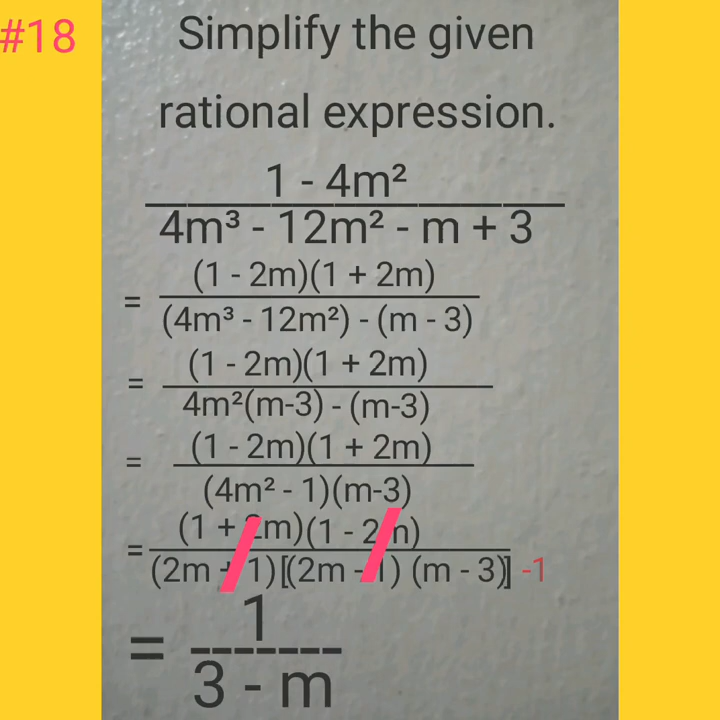 #18
Simplify the given
rational expression.
1 - 4m²
4m³ - 12m² - m + 3
(1 - 2m)(1 + 2m)
=
(4m³ - 12m²) - (m - 3)
(1 - 2m)(1 + 2m)
=
4m²(m-3) - (m-3)
(1 - 2m)(1 + 2m)
=
(4m² - 1)(m-3)
(1 + 2m)(1 - 2m)
=
(2m + 1)[(2m - 1) (m - 3)] -1
1
=
3 - m